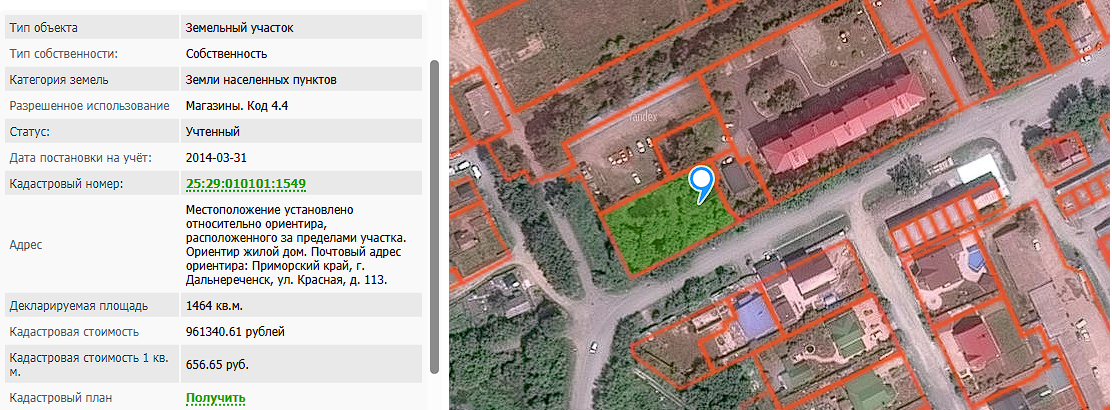 Тип объекта Земельный участок
Тип собственности: Собственность
Категория земель Земли населенных пунктов
Разрешенное использование Магазины. Код 4.4
Статус: Учтенный
Дата постановки на учёт: 2014-03-31
Кадастровый номер: 25:29:010101:1549
Адрес Местоположение установлено
относительно ориентира,
расположенного за пределами участка.
Ориентир жилой дом. Почтовый адрес
ориентира: Приморский край, г.
Дальнереченск, ул. Красная, д. 113.
Декларируемая площадь 1464 кв.м.
Кадастровая стоимость 961340.61 рублей
Кадастровая стоимость 1 кв.
м. 656.65 руб.
Кадастровый план Получить
Yandex